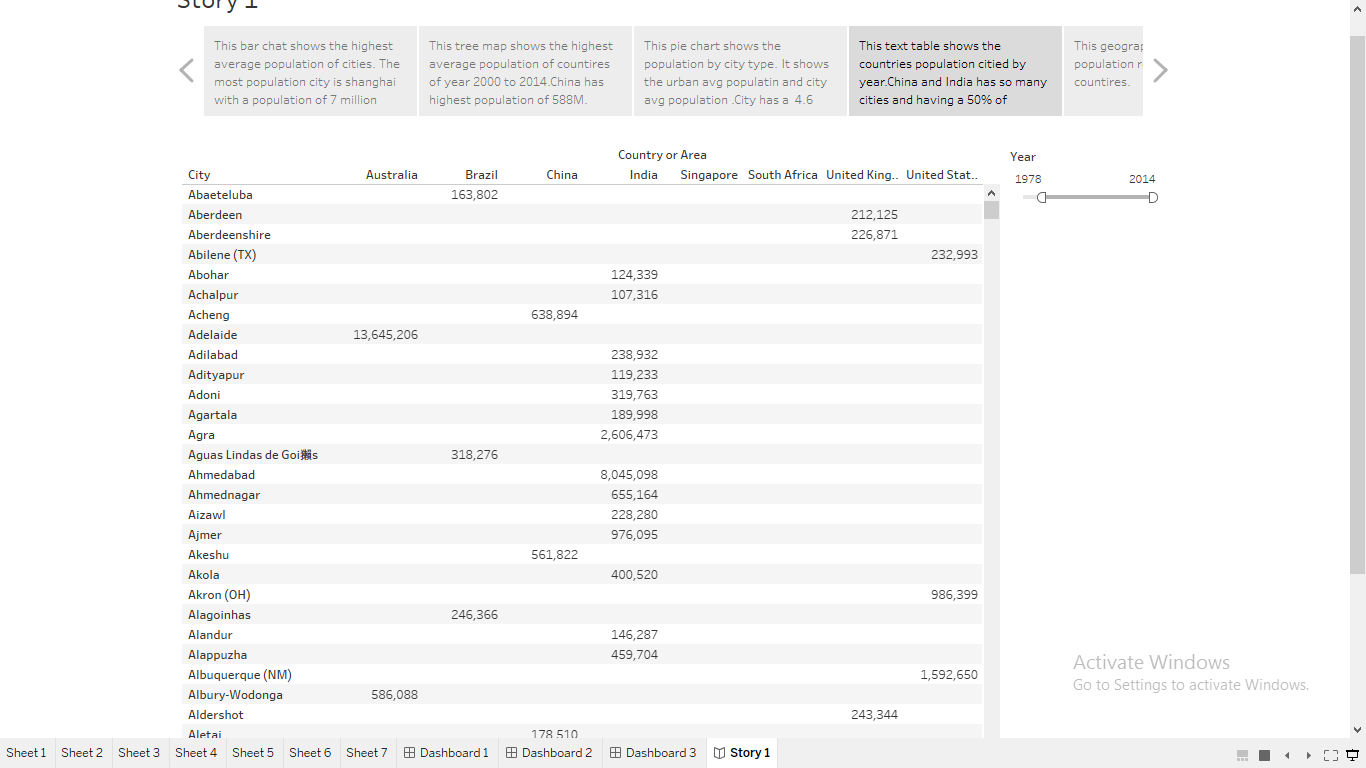 Story 1
This bar chat shows the highest
average population of cities. The
most population city is shanghai
with a population of 7 million
This tree map shows the highest
average population of countires
of year 2000 to 2014.China has
highest population of 588M.
This pie chart shows the
population by city type. It shows
the urban avg populatin and city
avg population .City has a 4.6
This text table shows the
countries population citied by
year.China and India has so many
cities and having a 50% of
This geograp
population r
countires.
Country or Area
City Australia Brazil China India Singapore South Africa United King.. United Stat..
Abaeteluba 163,802
Aberdeen 212,125
Aberdeenshire 226,871
Abilene (TX) 232,993
Abohar 124,339
Achalpur 107,316
Acheng 638,894
Adelaide 13,645,206
Adilabad 238,932
Adityapur 119,233
Adoni 319,763
Agartala 189,998
Agra 2,606,473
Aguas Lindas de Goi s 318,276
Ahmedabad 8,045,098
Ahmednagar 655,164
Aizawl 228,280
Ajmer 976,095
Akeshu 561,822
Akola 400,520
Akron (OH) 986,399
Alagoinhas 246,366
Alandur 146,287
Alappuzha 459,704
Albuquerque (NM) 1,592,650
Albury-Wodonga 586,088
Aldershot 243,344
Aletai 178,510
Year
1978 2014
Activate Windows
Go to Settings to activate Windows.
Sheet 1 Sheet 2 Sheet 3 Sheet 4 Sheet 5 Sheet 6 Sheet 7 Dashboard 1 Dashboard 2 Dashboard 3 Story 1